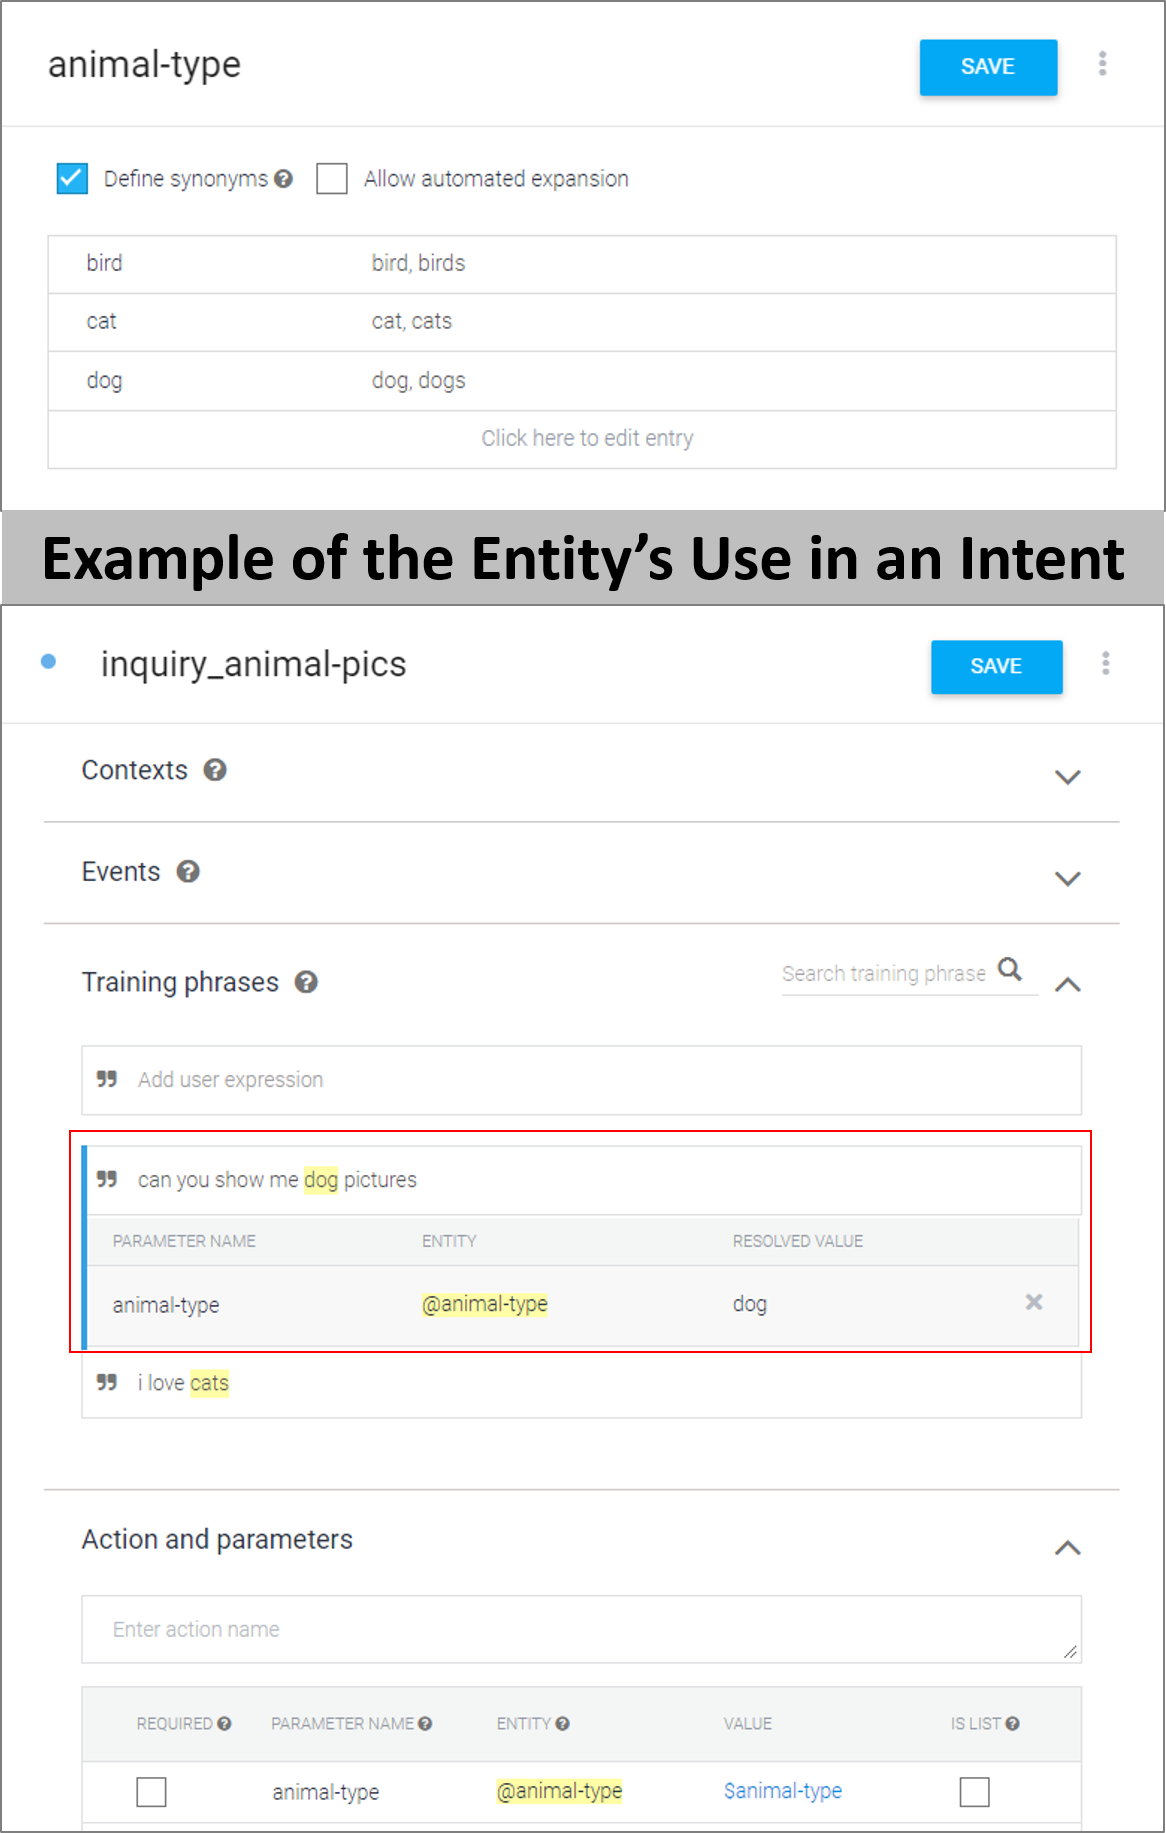 animal-type SAVE
Define synonyms Allow automated expansion
bird bird, birds
cat cat, cats
dog dog, dogs
Click here to edit entry
Example of the Entity’s Use in an Intent
inquiry_animal-pics SAVE
Contexts
Events
Training phrases Search training phrase
Add user expression
can you show me dog pictures
PARAMETER NAME ENTITY RESOLVED VALUE
animal-type @animal-type dog
i love cats
Action and parameters
Enter action name
REQUIRED PARAMETER NAME ENTITY VALUE IS LIST
animal-type @animal-type $animal-type